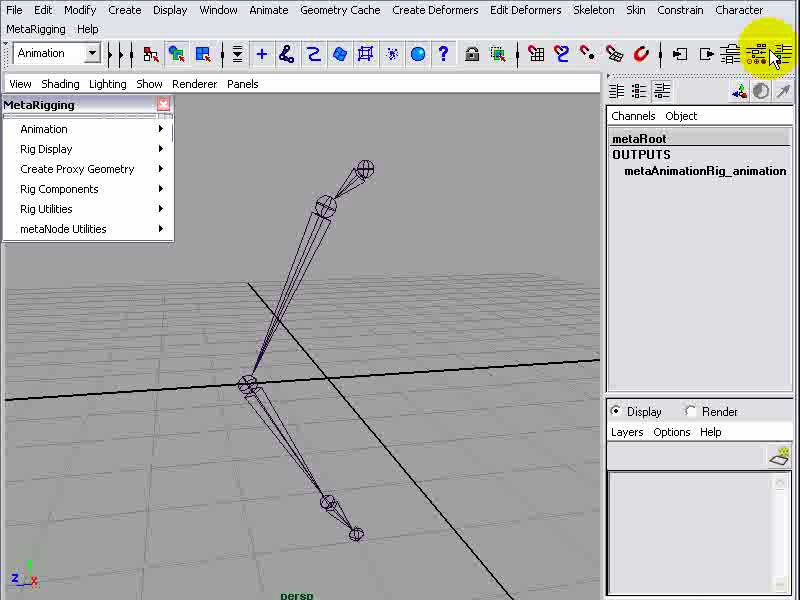 File Edit Modify Create Display Window Animate Geometry Cache Create Deformers Edit Deformers Skeleton Skin Constrain Character
MetaRigging Help
Animation
View Shading Lighting Show Renderer Panels
MetaRigging
Animation
Rig Display
Create Proxy Geometry
Rig Components
Rig Utilities
metaNode Utilities
Channels Object
metaRoot
OUTPUTS
metaAnimationRig_animation
Display Render
Layers Options Help
z x
persp